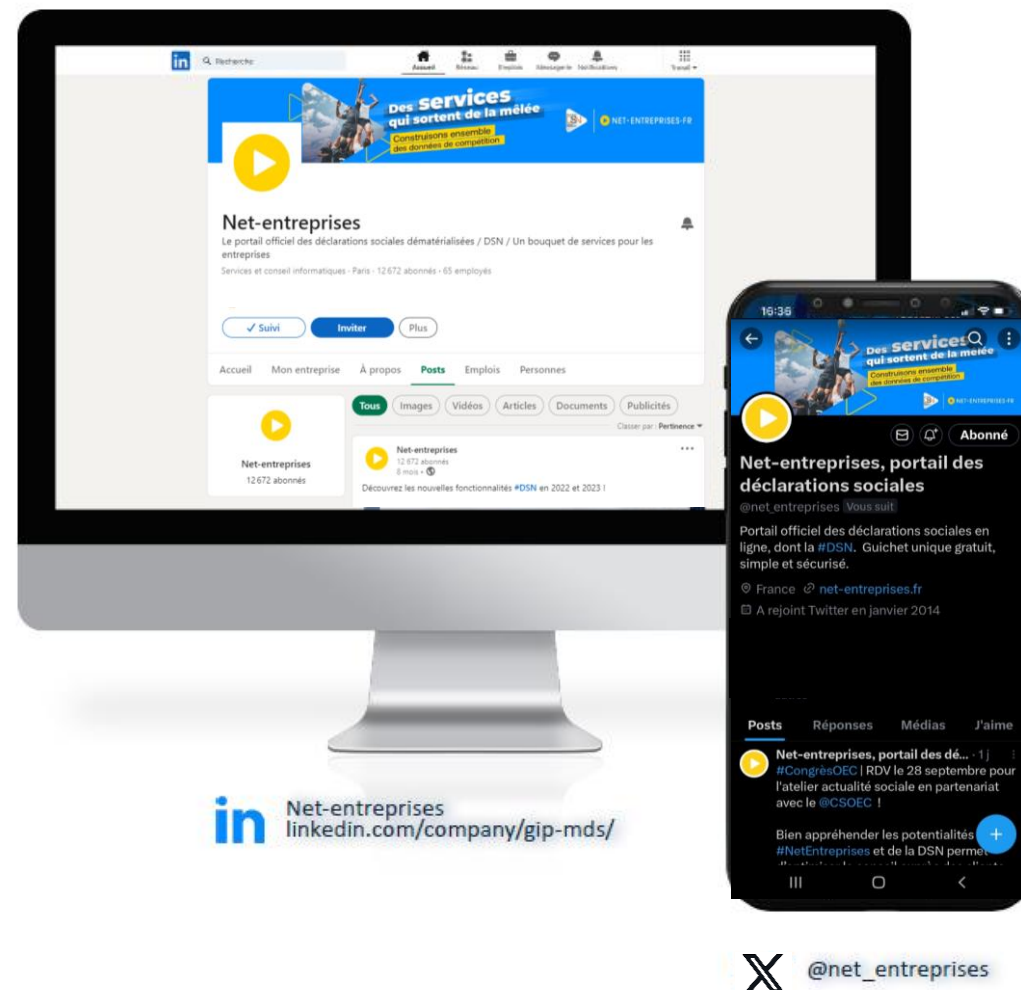 in
Recherche
Accueil Réseau Emplois Messagerie Notifications Travail
Des services
qui sortent de la mêlée
Construisons ensemble
des données de compétition
NET-ENTREPRISES·FR
Net-entreprises
Le portail officiel des déclarations sociales dématérialisées / DSN / Un bouquet de services pour les
entreprises
Services et conseil informatiques · Paris · 12 672 abonnés · 65 employés
Suivi Inviter Plus
Accueil Mon entreprise À propos Posts Emplois Personnes
Tous Images Vidéos Articles Documents Publicités
Classer par : Pertinence
Net-entreprises
12 672 abonnés
Net-entreprises
12 672 abonnés
6 mois •
Découvrez les nouvelles fonctionnalités #DSN en 2022 et 2023 !
16:36
Des services
qui sortent de la mêlée
Construisons ensemble
des données de compétition
NET-ENTREPRISES·FR
Abonné
Net-entreprises, portail des
déclarations sociales
@net_entreprises Vous suit
Portail officiel des déclarations sociales en
ligne, dont la #DSN. Guichet unique gratuit,
simple et sécurisé.
France net-entreprises.fr
A rejoint Twitter en janvier 2014
Posts Réponses Médias J'aime
Net-entreprises, portail des dé... · 1 j
#CongrèsOEC | RDV le 28 septembre pour
l'atelier actualité sociale en partenariat
avec le @CSOEC !
Bien appréhender les potentialités
#NetEntreprises et de la DSN permet
in Net-entreprises
linkedin.com/company/gip-mds/
X @net_entreprises